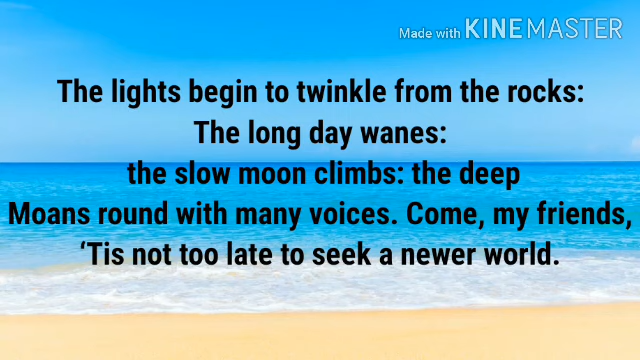 Made with KINEMASTER
The lights begin to twinkle from the rocks:
The long day wanes:
the slow moon climbs: the deep
Moans round with many voices. Come, my friends,
‘Tis not too late to seek a newer world.